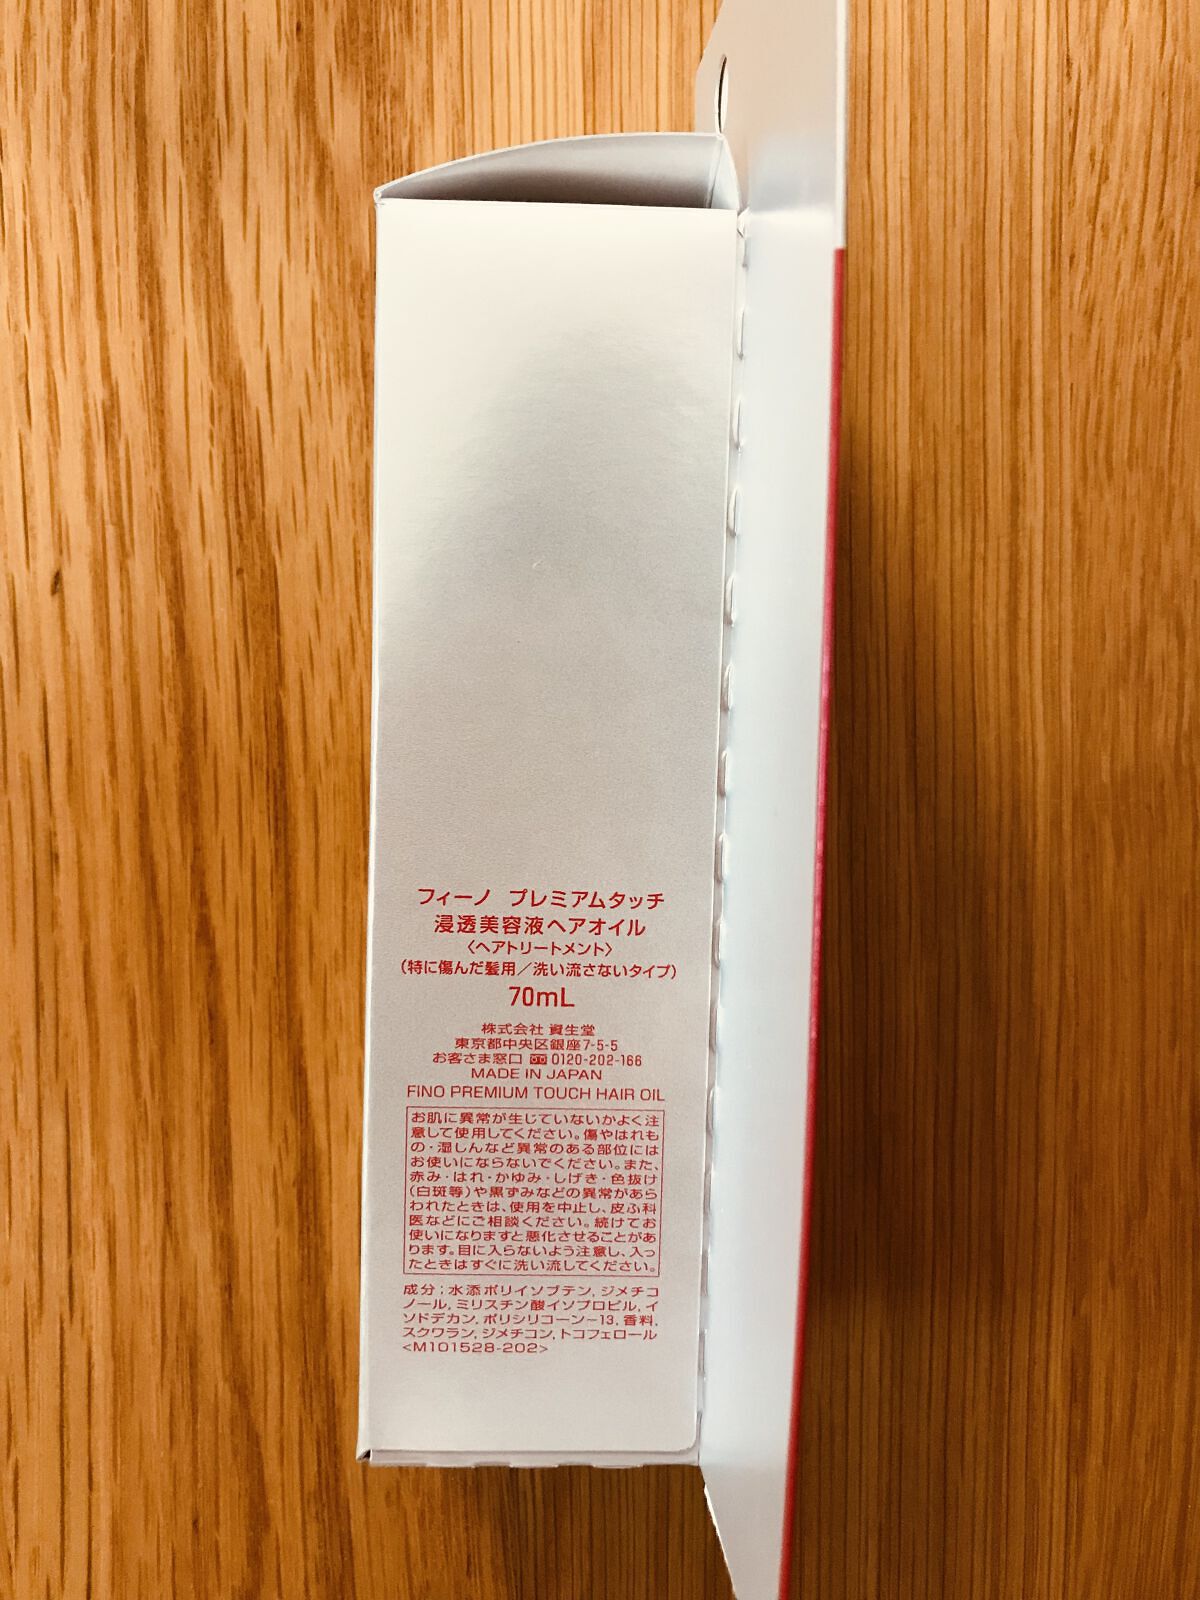 フィーノ プレミアムタッチ
浸透美容液ヘアオイル
〈ヘアトリートメント〉
(特に傷んだ髪用/洗い流さないタイプ)
70mL
株式会社 資生堂
東京都中央区銀座7-5-5
お客さま窓口 0120-202-166
MADE IN JAPAN
FINO PREMIUM TOUCH HAIR OIL
お肌に異常が生じていないかよく注
意して使用してください。傷やはれも
の・湿しんなど異常のある部位には
お使いにならないでください。また、
赤み・はれ・かゆみ・しげき・色抜け
(白斑等)や黒ずみなどの異常があら
われたときは、使用を中止し、皮ふ科
医などにご相談ください。続けてお
使いになりますと悪化させることがあ
ります。目に入らないよう注意し、入っ
たときはすぐに洗い流してください。
成分;水添ポリイソブテン,ジメチコ
ノール,ミリスチン酸イソプロピル,イ
ソドデカン,ポリシリコーン-13,香料,
スクワラン,ジメチコン,トコフェロール
<M101528-202>